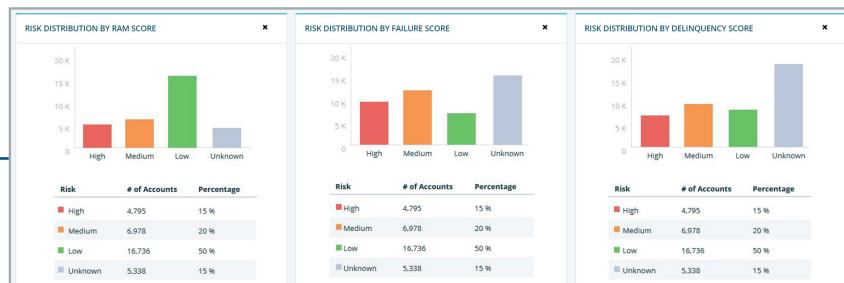 RISK DISTRIBUTION BY RAM SCORE ✖
20 K
15 K
10 K
5 K
0
High Medium Low Unknown
Risk # of Accounts Percentage
High 4,795 15 %
Medium 6,978 20 %
Low 16,736 50 %
Unknown 5,338 15 %
RISK DISTRIBUTION BY FAILURE SCORE ✖
20 K
15 K
10 K
5 K
0
High Medium Low Unknown
Risk # of Accounts Percentage
High 4,795 15 %
Medium 6,978 20 %
Low 16,736 50 %
Unknown 5,338 15 %
RISK DISTRIBUTION BY DELINQUENCY SCORE ✖
20 K
15 K
10 K
5 K
0
High Medium Low Unknown
Risk # of Accounts Percentage
High 4,795 15 %
Medium 6,978 20 %
Low 16,736 50 %
Unknown 5,338 15 %